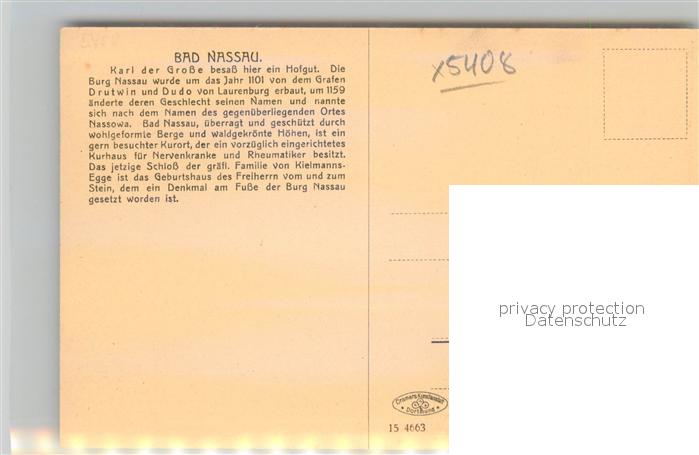 BAD NASSAU.
Karl der Große besaß hier ein Hofgut. Die
Burg Nassau wurde um das Jahr 1101 von dem Grafen
Drutwin und Dudo von Laurenburg erbaut, um 1159
änderte deren Geschlecht seinen Namen und nannte
sich nach dem Namen des gegenüberliegenden Ortes
Nassowa. Bad Nassau, überragt und geschützt durch
wohlgeformte Berge und waldgekrönte Höhen, ist ein
gern besuchter Kurort, der ein vorzüglich eingerichtetes
Kurhaus für Nervenkranke und Rheumatiker besitzt.
Das jetzige Schloß der gräfl. Familie von Kielmanns-
Egge ist das Geburtshaus des Freiherrn vom und zum
Stein, dem ein Denkmal am Fuße der Burg Nassau
gesetzt worden ist.
x5408
privacy protection
Datenschutz
Cramers Kunstanstalt
Dortmund
15 4663